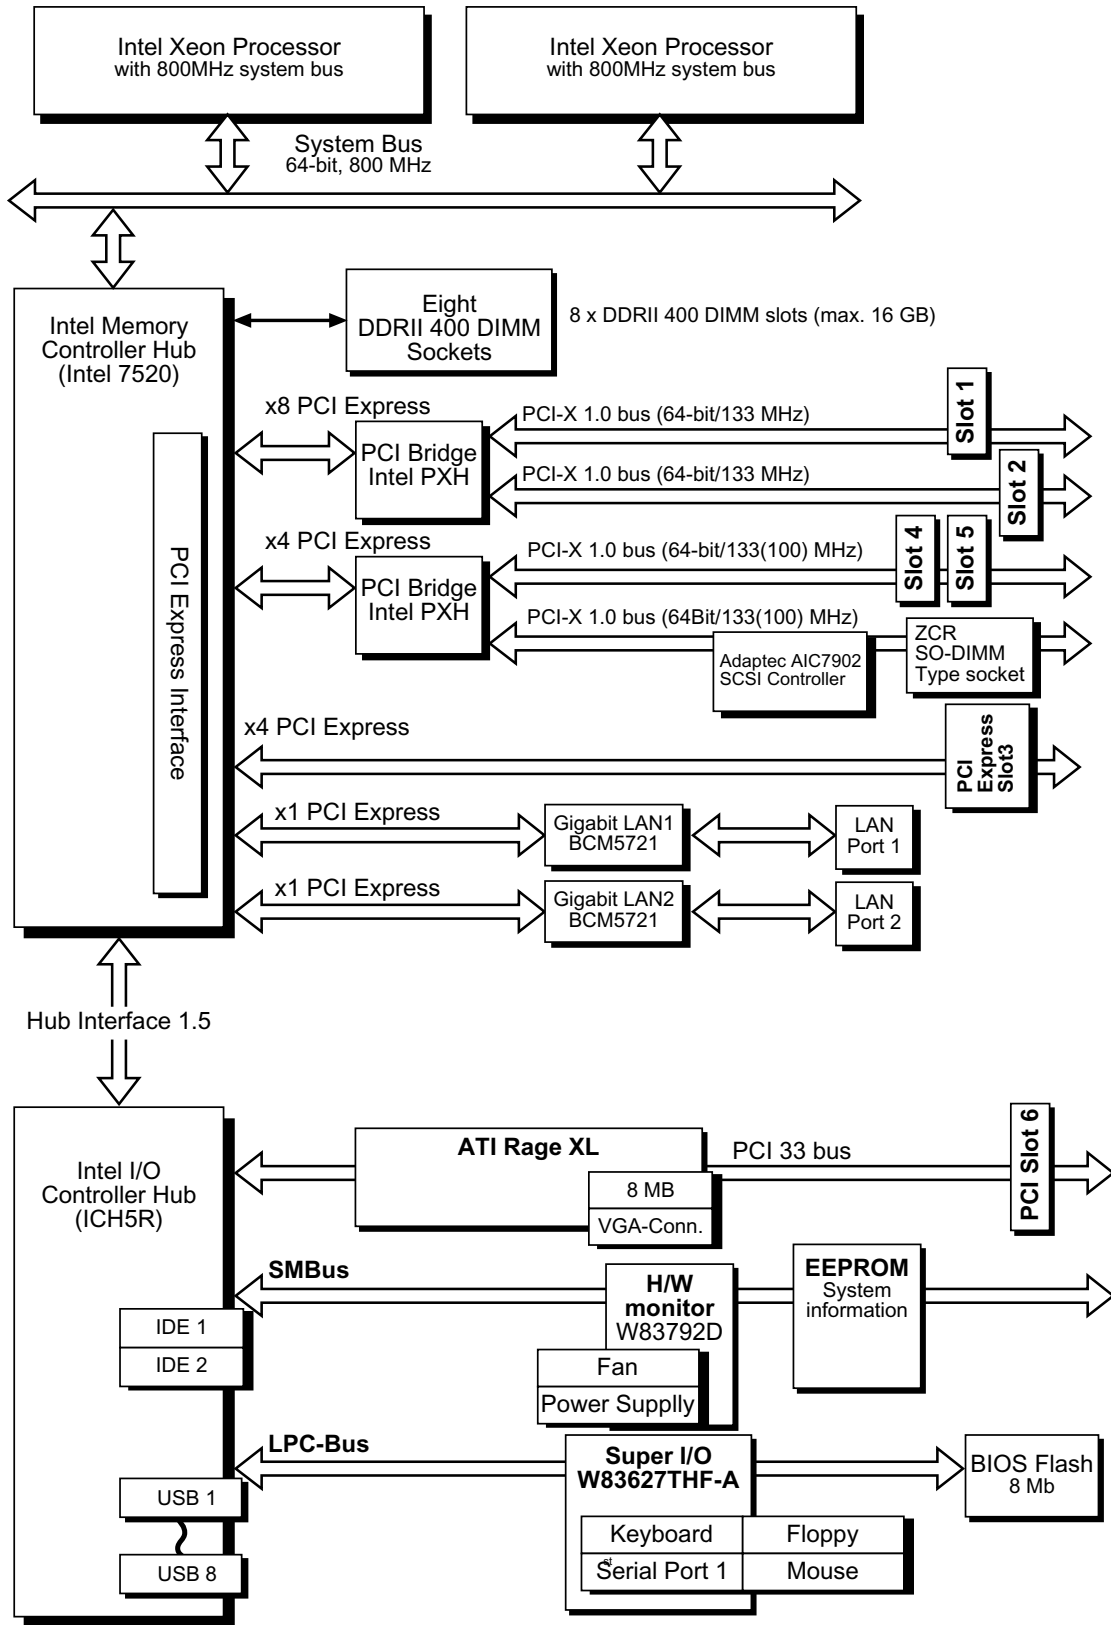 Intel Xeon Processor
with 800MHz system bus
Intel Xeon Processor
with 800MHz system bus
System Bus
64-bit, 800 MHz
Intel Memory
Controller Hub
(Intel 7520)
PCI Express Interface
Eight
DDRII 400 DIMM
Sockets
8 x DDRII 400 DIMM slots (max. 16 GB)
x8 PCI Express
PCI Bridge
Intel PXH
PCI-X 1.0 bus (64-bit/133 MHz)
Slot 1
PCI-X 1.0 bus (64-bit/133 MHz)
Slot 2
x4 PCI Express
PCI Bridge
Intel PXH
PCI-X 1.0 bus (64-bit/133(100) MHz)
Slot 4
Slot 5
PCI-X 1.0 bus (64Bit/133(100) MHz)
Adaptec AIC7902
SCSI Controller
ZCR
SO-DIMM
Type socket
x4 PCI Express
PCI
Express
Slot3
x1 PCI Express
Gigabit LAN1
BCM5721
LAN
Port 1
x1 PCI Express
Gigabit LAN2
BCM5721
LAN
Port 2
Hub Interface 1.5
Intel I/O
Controller Hub
(ICH5R)
ATI Rage XL
8 MB
VGA-Conn.
PCI 33 bus
PCI Slot 6
SMBus
H/W
monitor
W83792D
Fan
Power Supplly
EEPROM
System
information
IDE 1
IDE 2
LPC-Bus
Super I/O
W83627THF-A
Keyboard
Floppy
st
Serial Port 1
Mouse
BIOS Flash
8 Mb
USB 1
USB 8